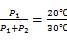 P₁/(P₁+P₂) = 20°C/30°C